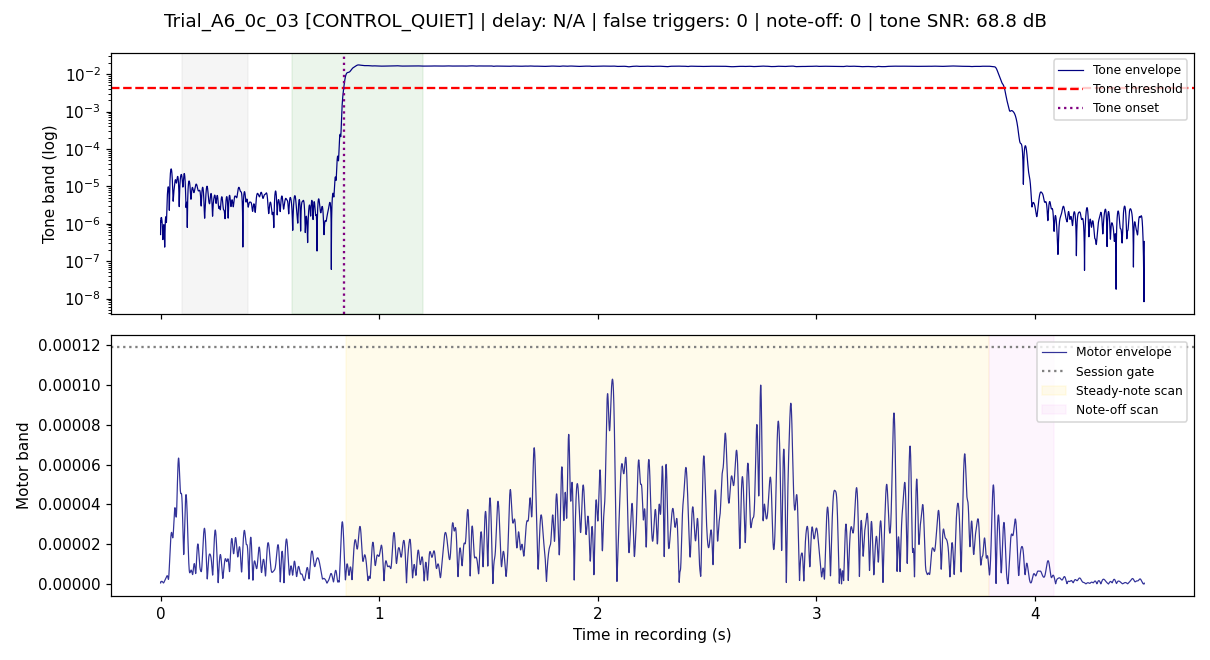 Trial_A6_0c_03 [CONTROL_QUIET] | delay: N/A | false triggers: 0 | note-off: 0 | tone SNR: 68.8 dB
Tone band (log)
10⁻²
10⁻³
10⁻⁴
10⁻⁵
10⁻⁶
10⁻⁷
10⁻⁸
Tone envelope
Tone threshold
Tone onset
Motor band
0.00012
0.00010
0.00008
0.00006
0.00004
0.00002
0.00000
Motor envelope
Session gate
Steady-note scan
Note-off scan
0 1 2 3 4
Time in recording (s)